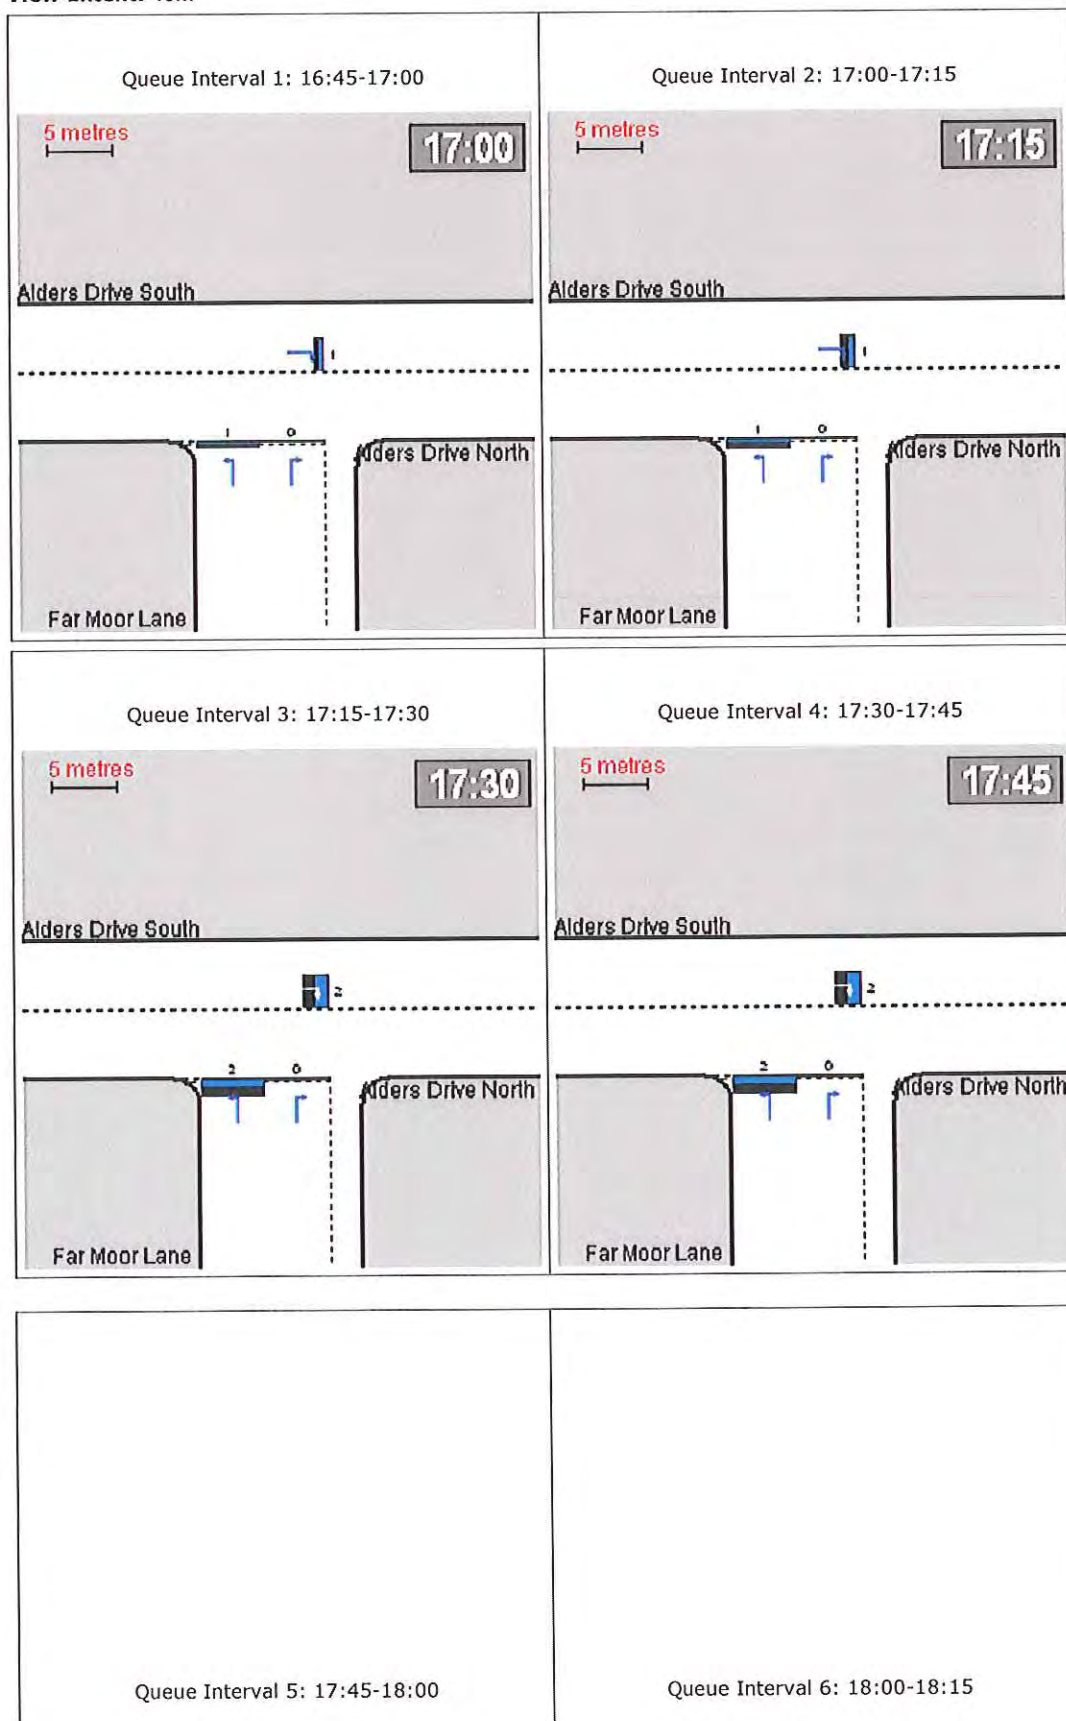 Queue Interval 1: 16:45-17:00
5 metres
17:00
Alders Drive South
1
1 0
Alders Drive North
Far Moor Lane
Queue Interval 2: 17:00-17:15
5 metres
17:15
Alders Drive South
1
1 0
Alders Drive North
Far Moor Lane
Queue Interval 3: 17:15-17:30
5 metres
17:30
Alders Drive South
2
2 0
Alders Drive North
Far Moor Lane
Queue Interval 4: 17:30-17:45
5 metres
17:45
Alders Drive South
2
2 0
Alders Drive North
Far Moor Lane
Queue Interval 5: 17:45-18:00
Queue Interval 6: 18:00-18:15